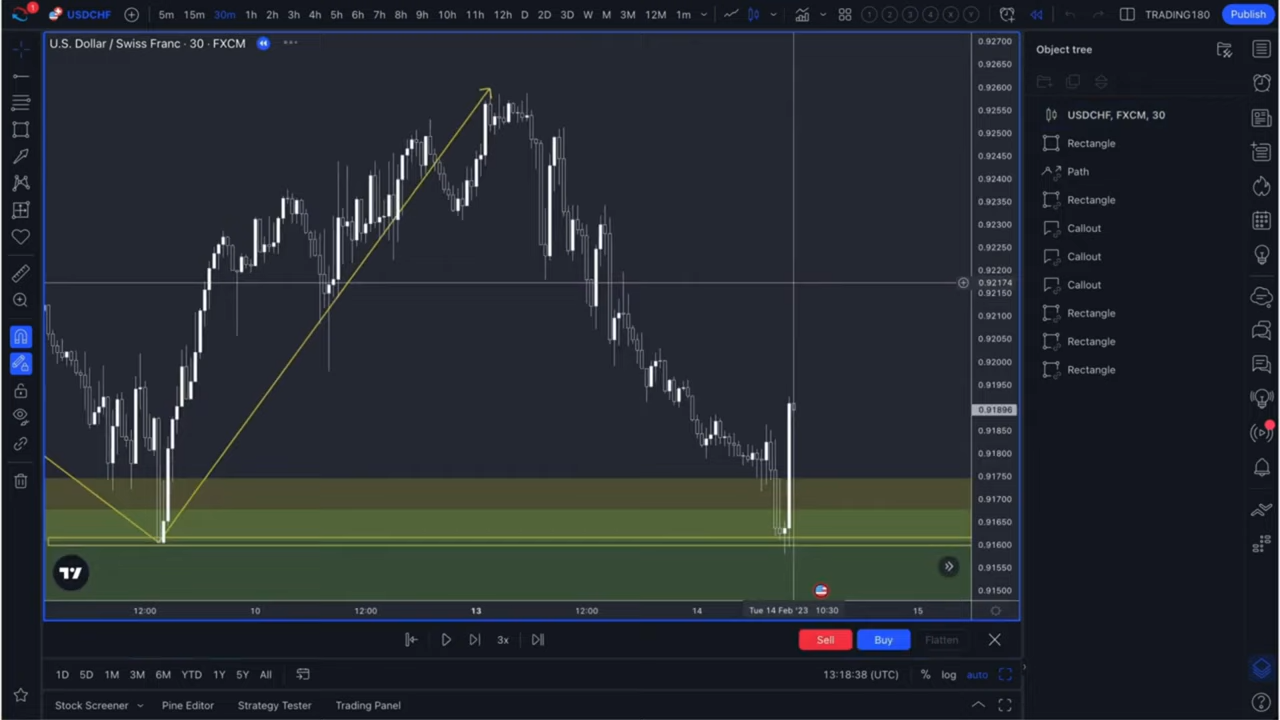 USDCHF
5m 15m 30m 1h 2h 3h 4h 5h 6h 7h 8h 9h 10h 11h 12h D 2D 3D W M 3M 12M 1m
TRADING180
Publish
U.S. Dollar / Swiss Franc · 30 · FXCM
0.92700
0.92650
0.92600
0.92550
0.92500
0.92450
0.92400
0.92350
0.92300
0.92250
0.92200
0.92174
0.92150
0.92100
0.92050
0.92000
0.91950
0.91896
0.91850
0.91800
0.91750
0.91700
0.91650
0.91600
0.91550
0.91500
12:00 10 12:00 13 12:00 14 Tue 14 Feb '23 10:30 15
Object tree
USDCHF, FXCM, 30
Rectangle
Path
Rectangle
Callout
Callout
Callout
Rectangle
Rectangle
Rectangle
3x
Sell Buy Flatten
1D 5D 1M 3M 6M YTD 1Y 5Y All
13:18:38 (UTC) % log auto
Stock Screener Pine Editor Strategy Tester Trading Panel